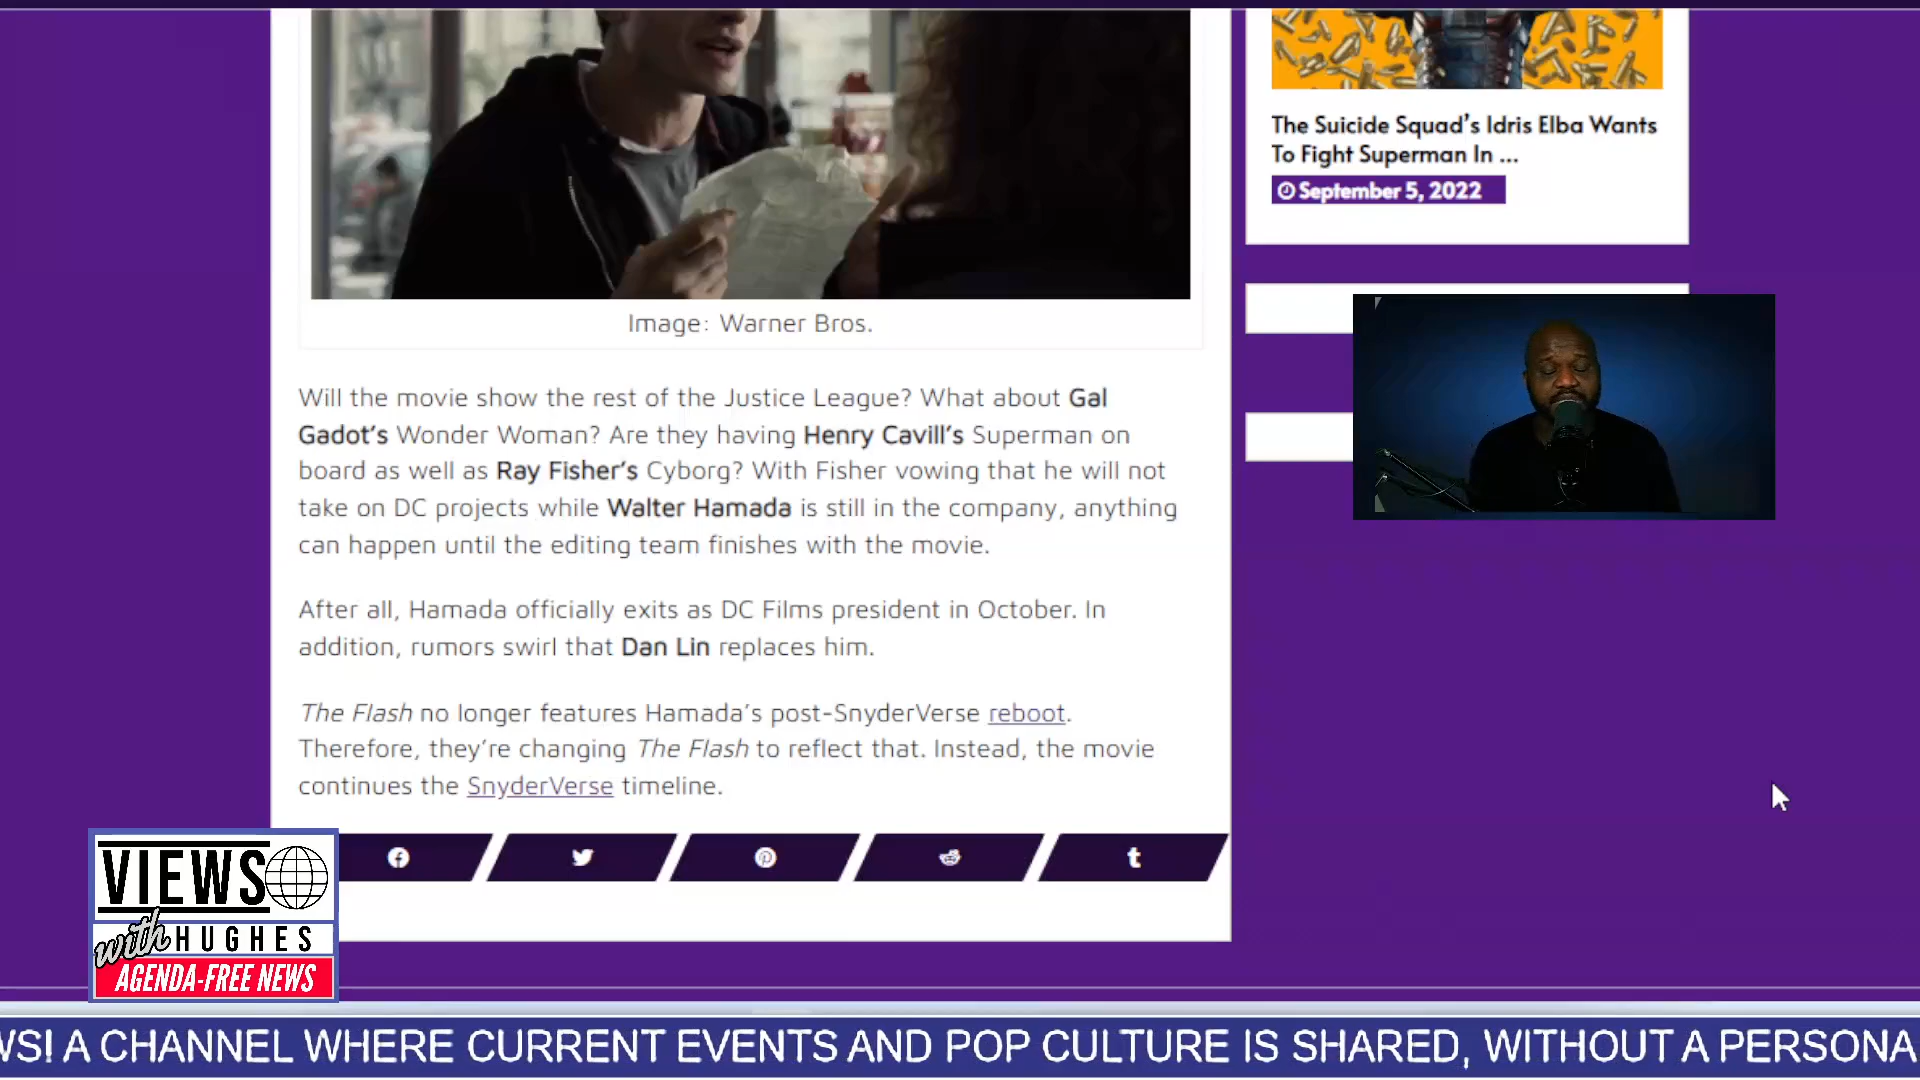 The Suicide Squad's Idris Elba Wants
To Fight Superman In ...
September 5, 2022
Image: Warner Bros.
Will the movie show the rest of the Justice League? What about Gal
Gadot's Wonder Woman? Are they having Henry Cavill's Superman on
board as well as Ray Fisher's Cyborg? With Fisher vowing that he will not
take on DC projects while Walter Hamada is still in the company, anything
can happen until the editing team finishes with the movie.
After all, Hamada officially exits as DC Films president in October. In
addition, rumors swirl that Dan Lin replaces him.
The Flash no longer features Hamada's post-SnyderVerse reboot.
Therefore, they're changing The Flash to reflect that. Instead, the movie
continues the SnyderVerse timeline.
VIEWS
with HUGHES
AGENDA-FREE NEWS
WS! A CHANNEL WHERE CURRENT EVENTS AND POP CULTURE IS SHARED, WITHOUT A PERSONA